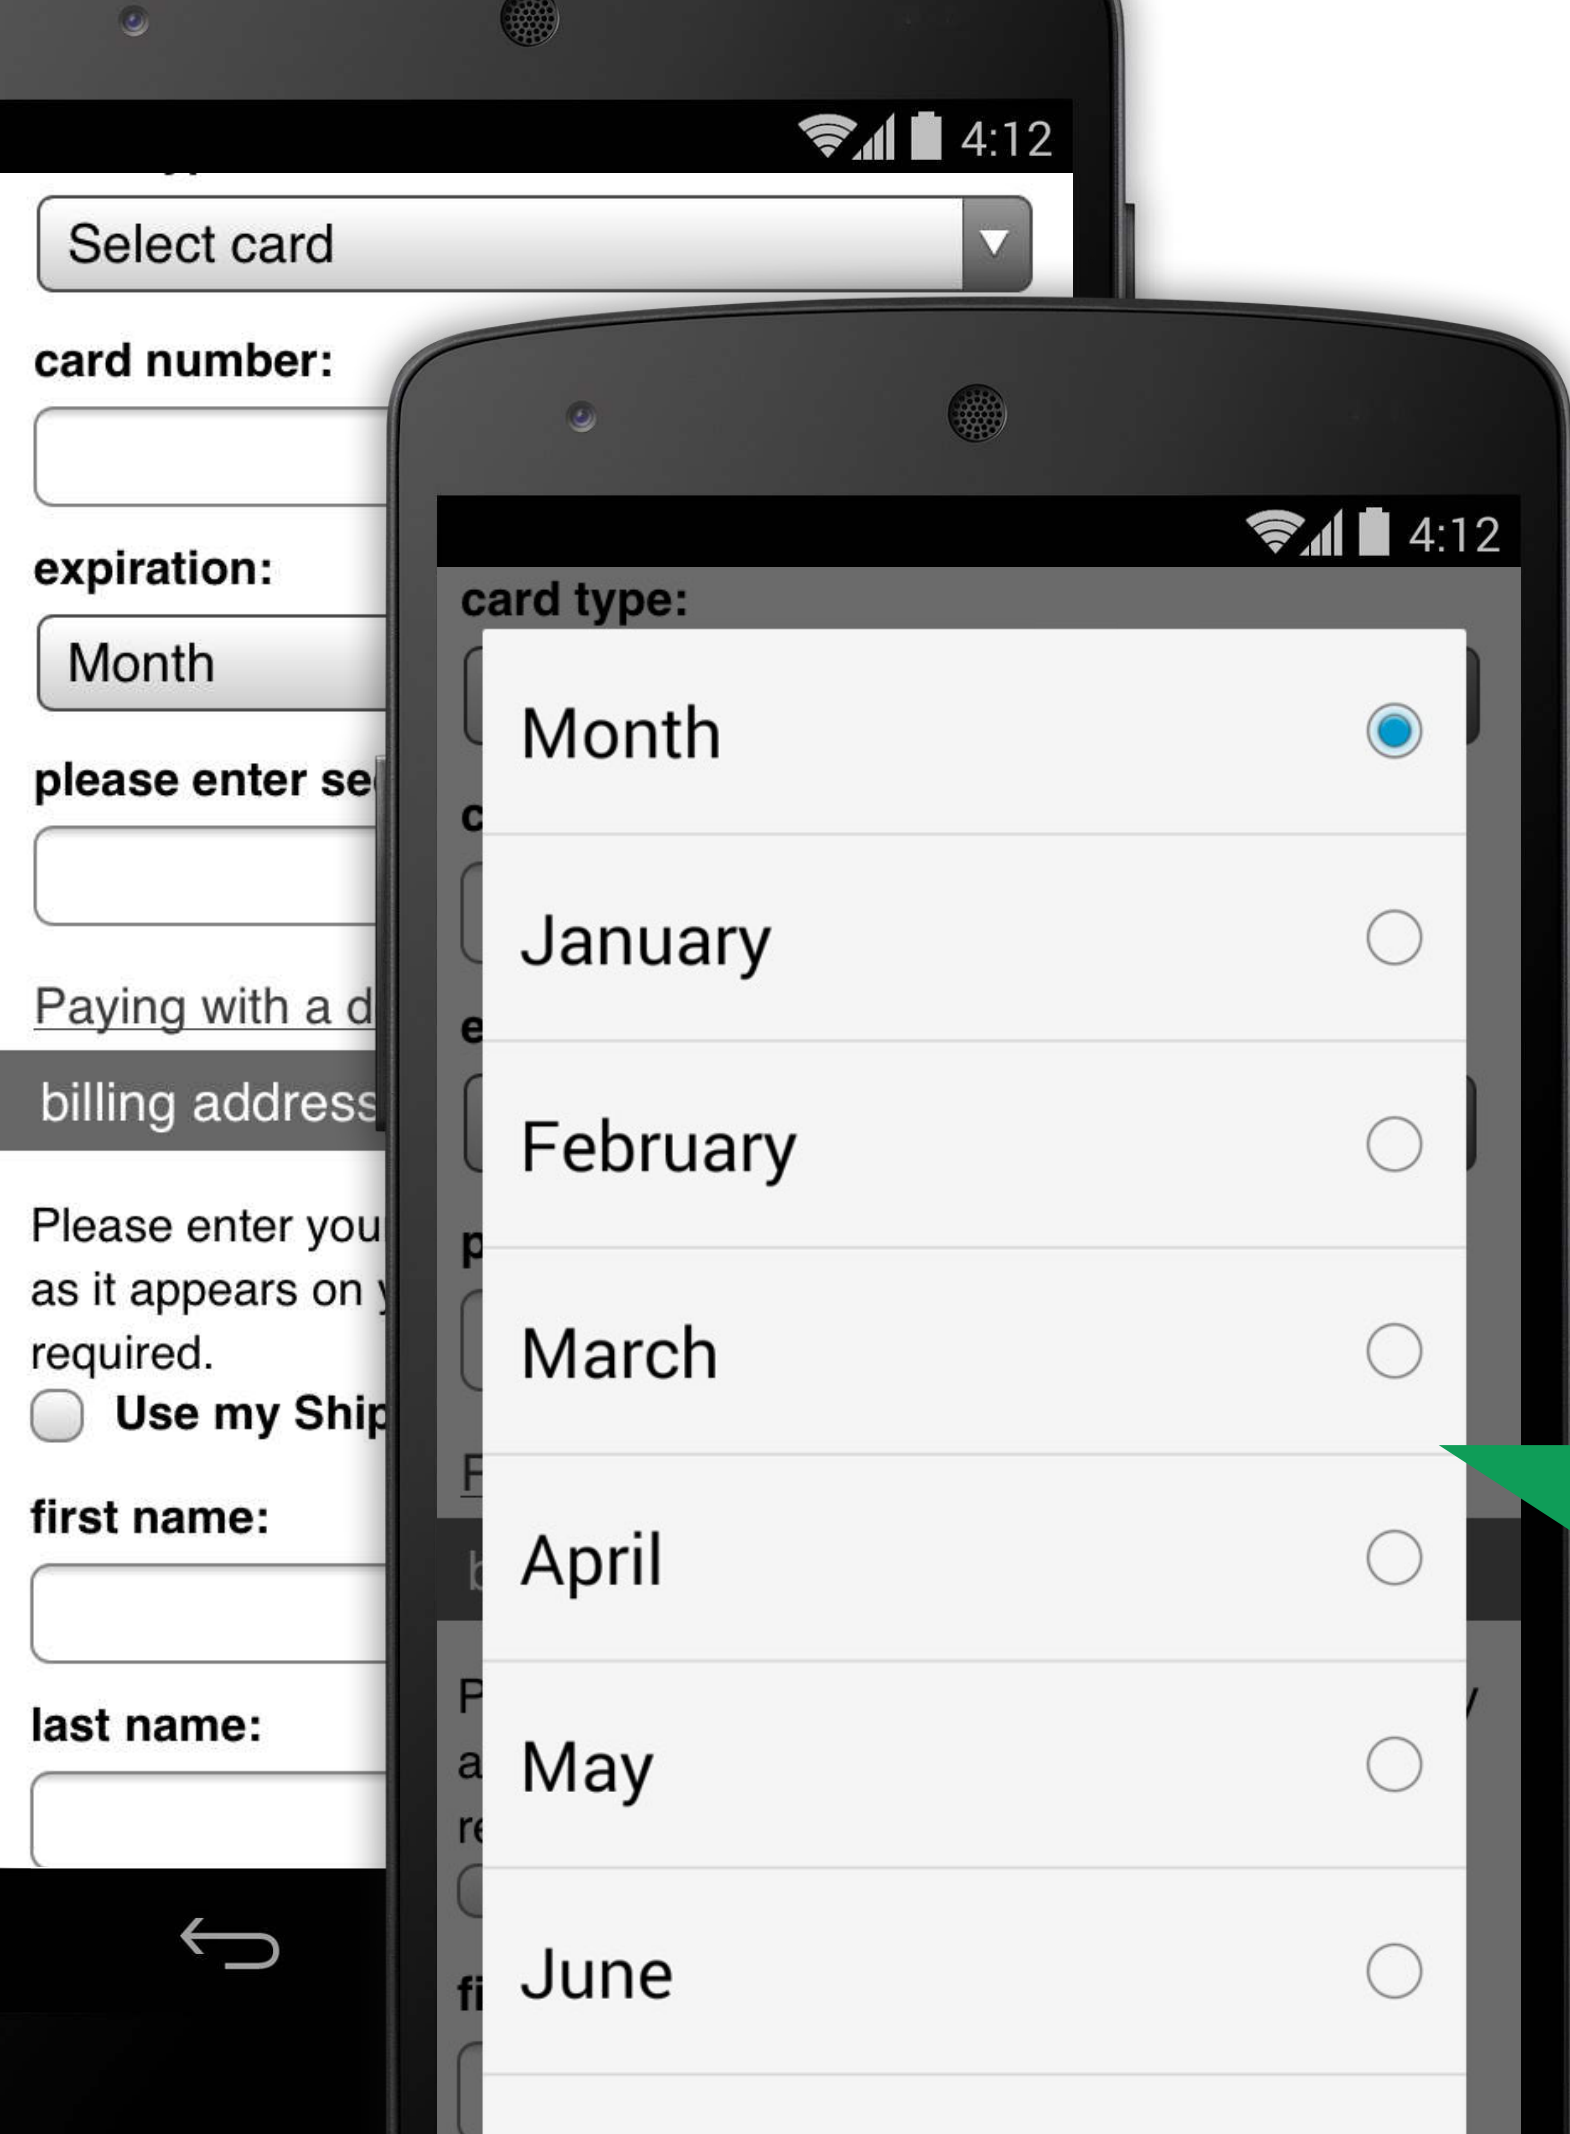 4:12
Select card
card number:
expiration:
Month
please enter se
Paying with a d
billing address
Please enter you
as it appears on
required.
Use my Ship
first name:
last name:
4:12
card type:
Month
January
February
March
April
May
June